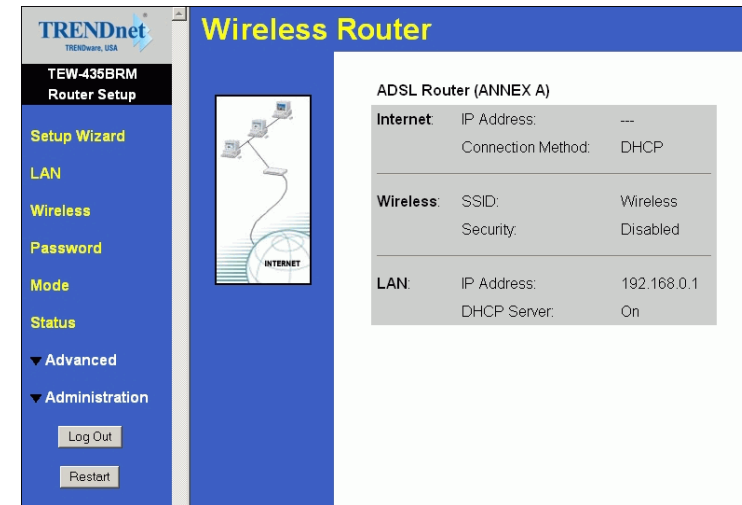 TRENDnet
TRENDware, USA
Wireless Router
TEW-435BRM
Router Setup
Setup Wizard
LAN
Wireless
Password
Mode
Status
Advanced
Administration
Log Out
Restart
INTERNET
ADSL Router (ANNEX A)
Internet: IP Address: ---
Connection Method: DHCP
Wireless: SSID: Wireless
Security: Disabled
LAN: IP Address: 192.168.0.1
DHCP Server: On